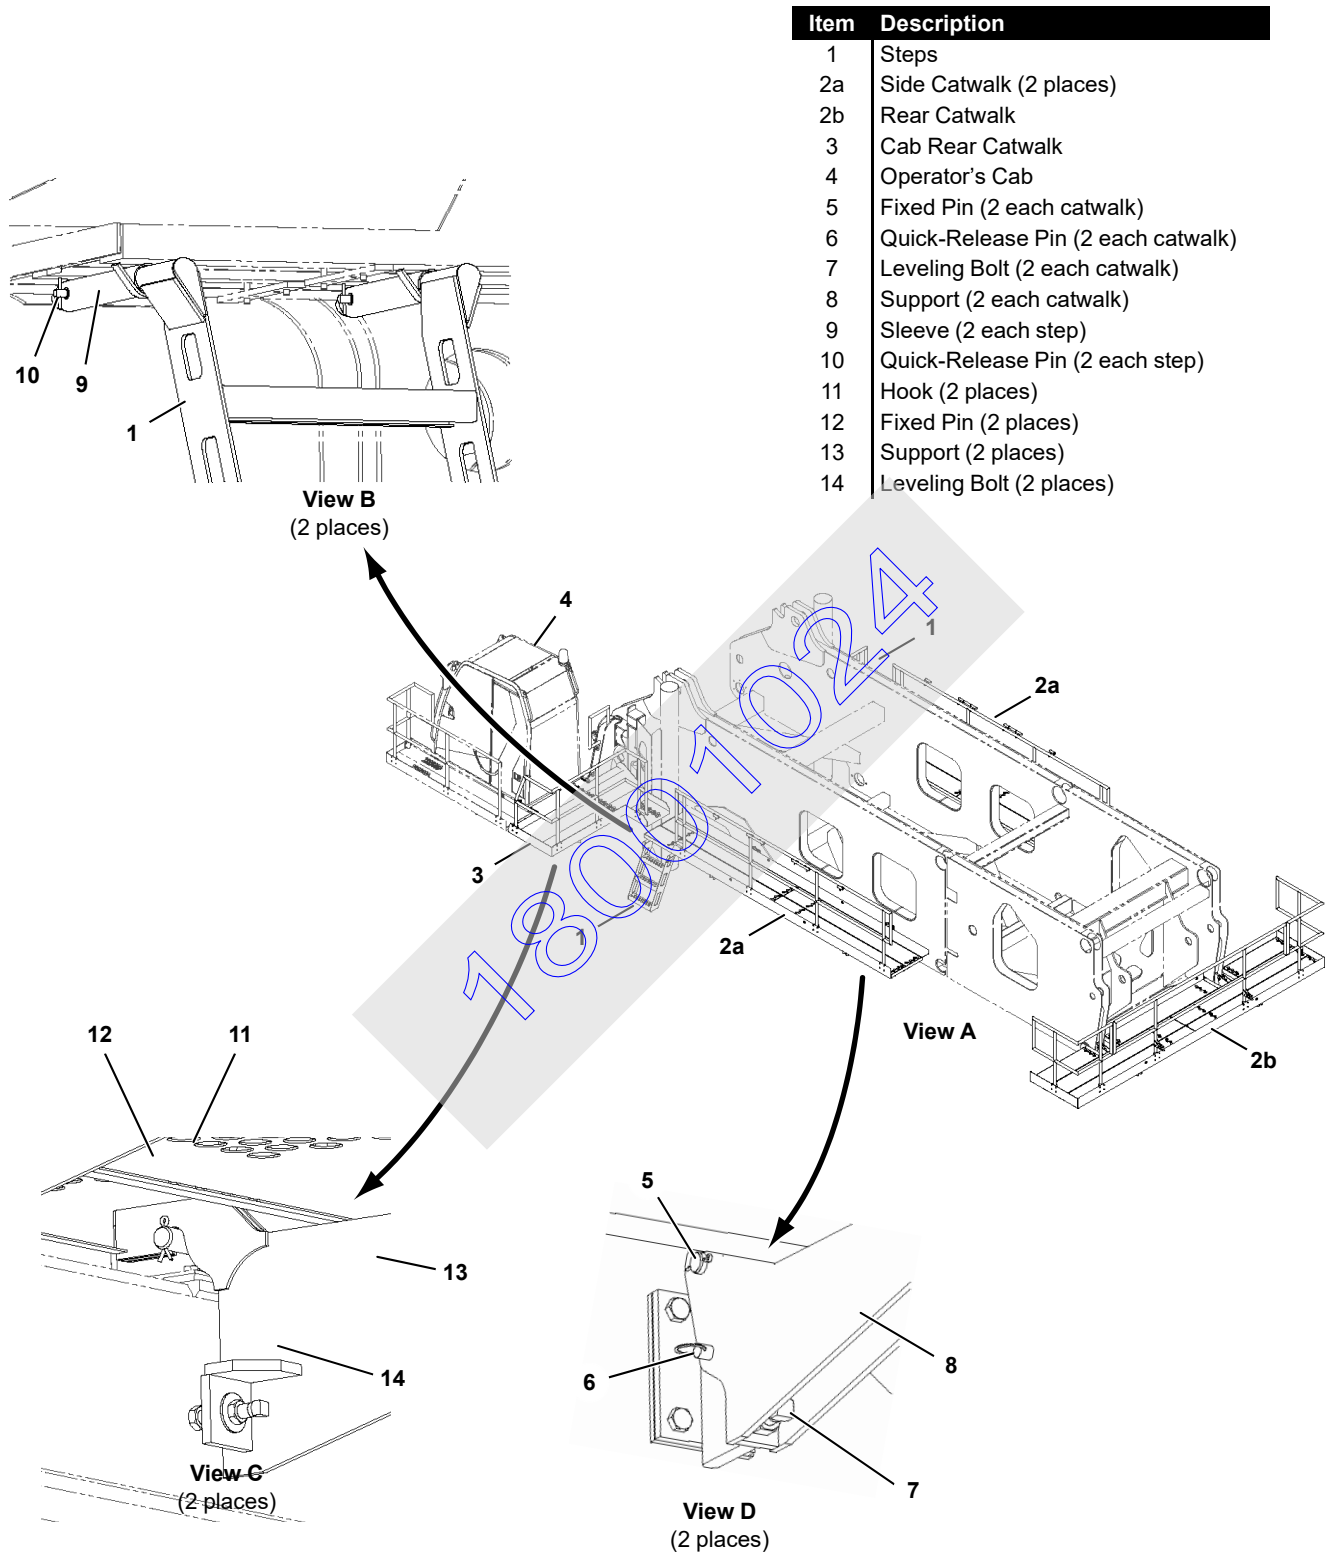 Item Description
1 Steps
2a Side Catwalk (2 places)
2b Rear Catwalk
3 Cab Rear Catwalk
4 Operator’s Cab
5 Fixed Pin (2 each catwalk)
6 Quick-Release Pin (2 each catwalk)
7 Leveling Bolt (2 each catwalk)
8 Support (2 each catwalk)
9 Sleeve (2 each step)
10 Quick-Release Pin (2 each step)
11 Hook (2 places)
12 Fixed Pin (2 places)
13 Support (2 places)
14 Leveling Bolt (2 places)
10
9
1
View B
(2 places)
4
1
2a
18001024
3
1
2a
View A
2b
12
11
13
14
View C
(2 places)
5
6
8
7
View D
(2 places)